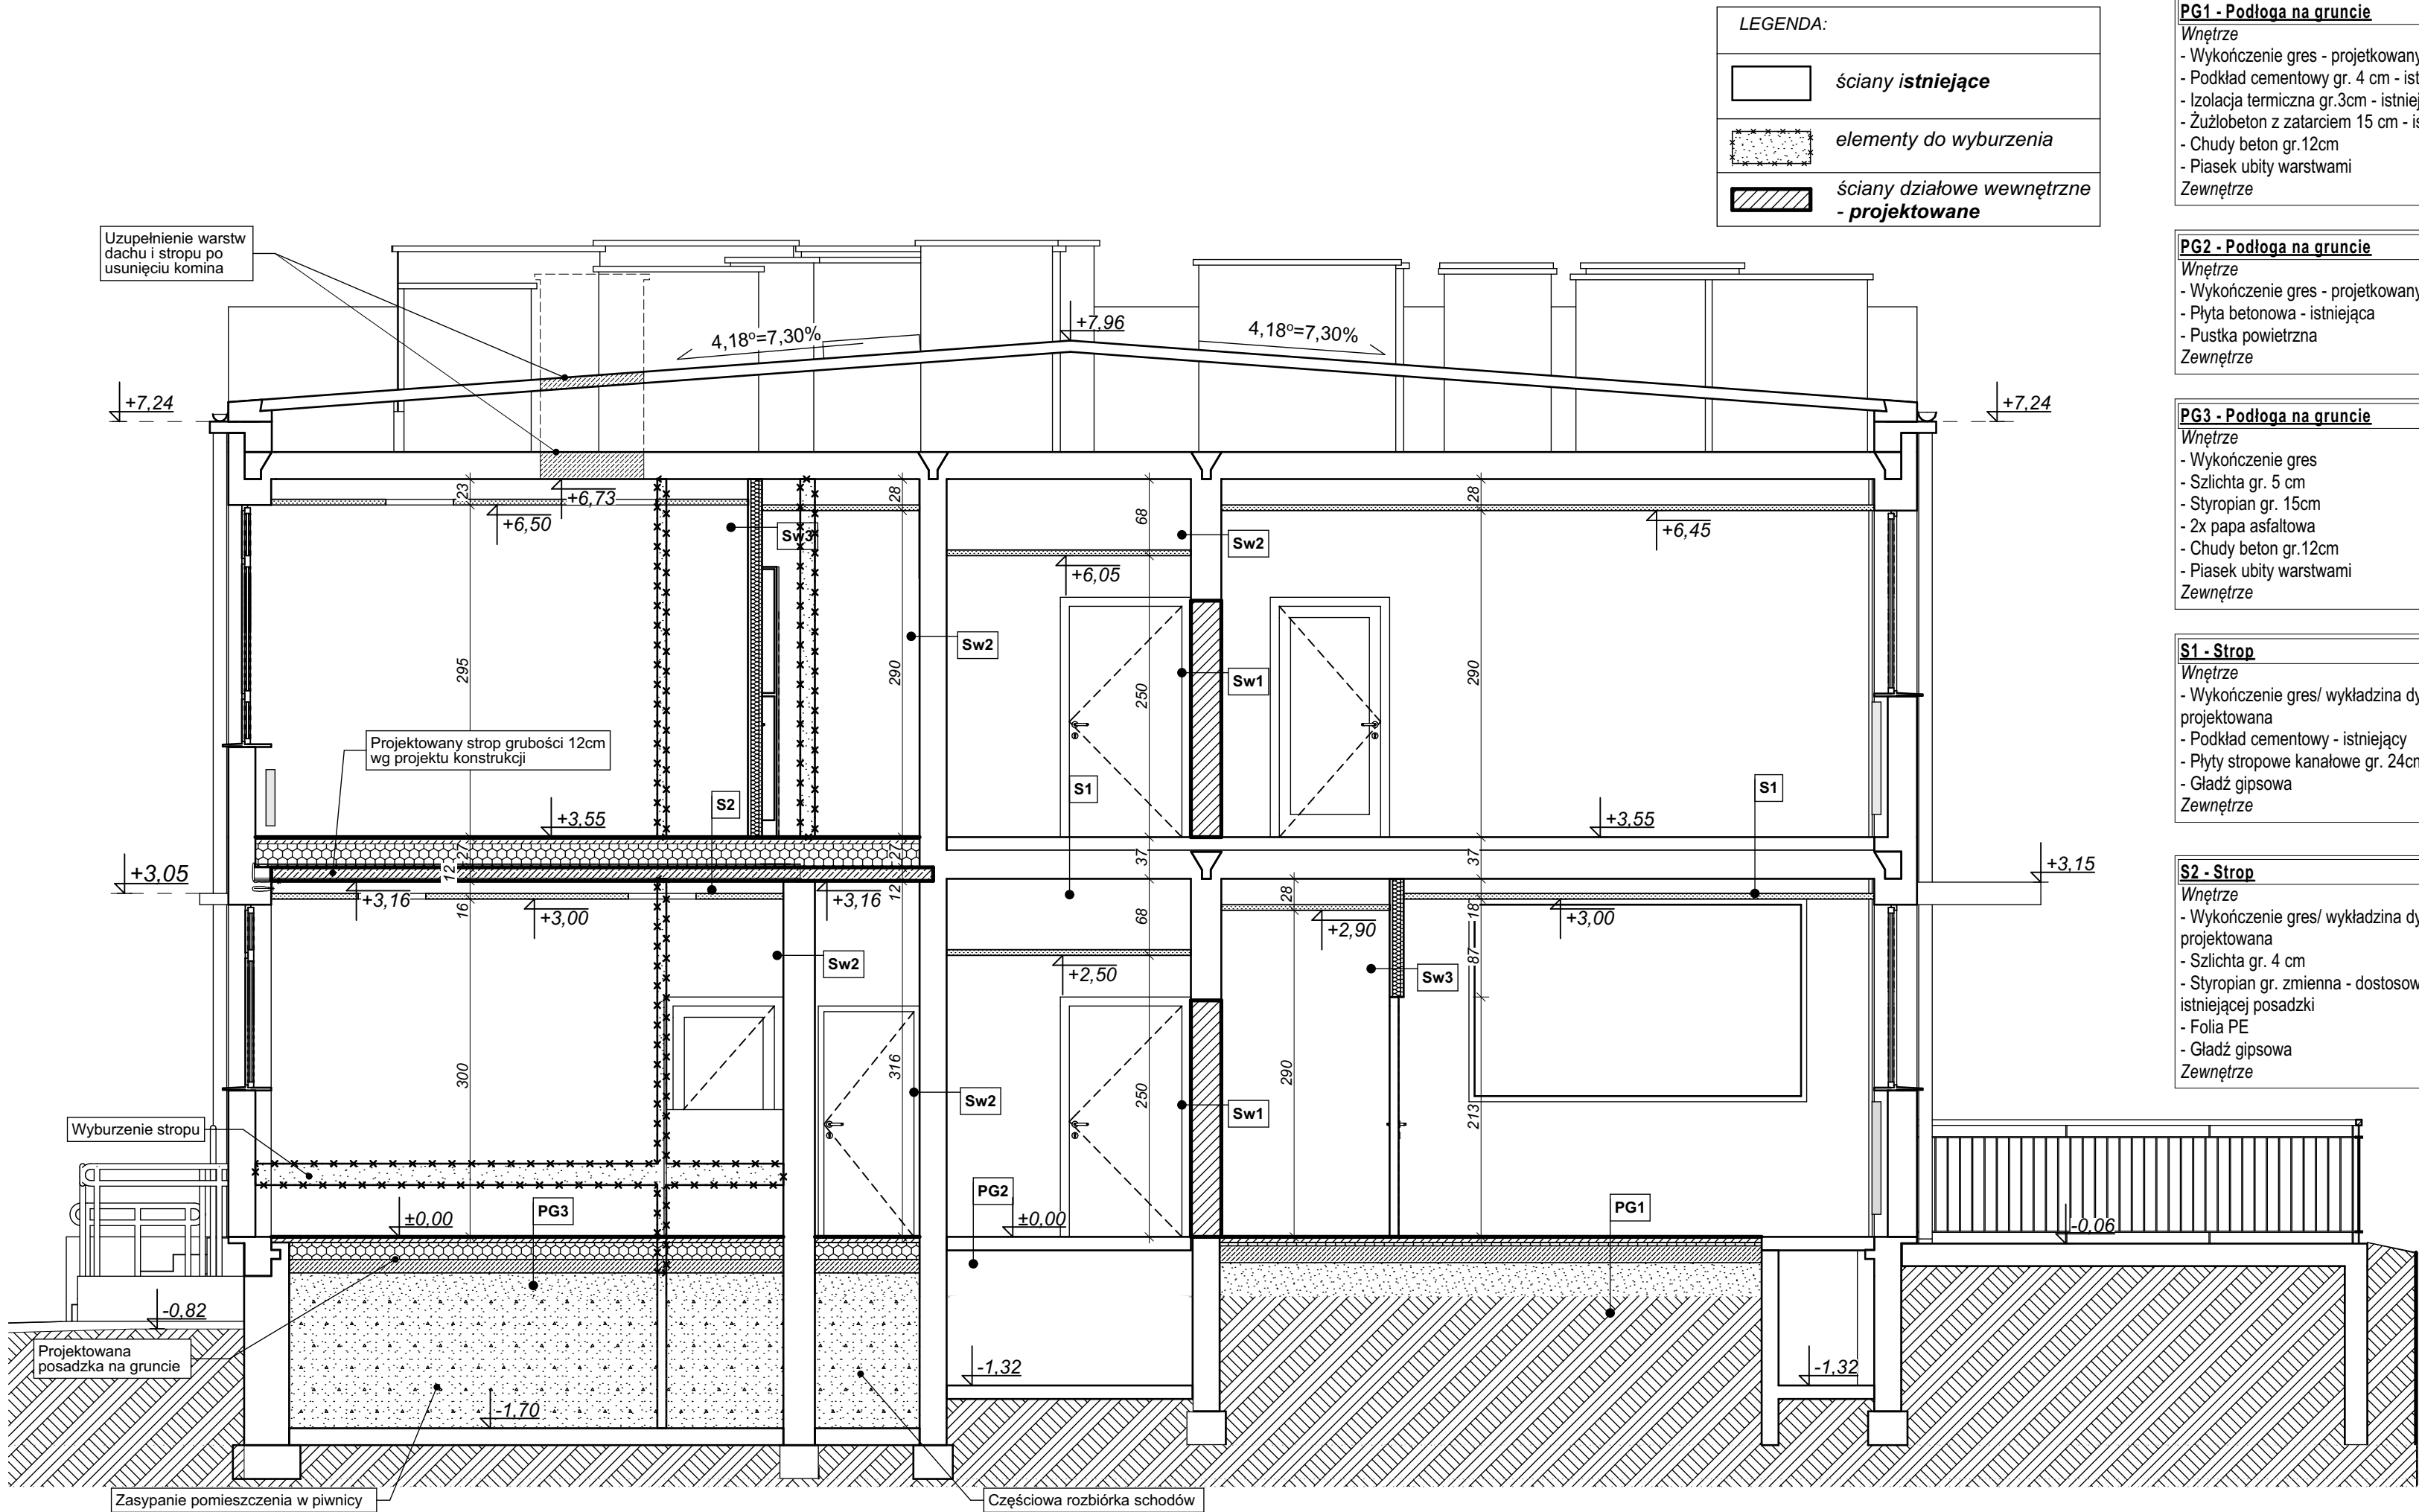 LEGENDA:
ściany istniejące
elementy do wyburzenia
ściany działowe wewnętrzne
- projektowane
PG1 - Podłoga na gruncie
Wnętrze
- Wykończenie gres - projetkowany
- Podkład cementowy gr. 4 cm - ist
- Izolacja termiczna gr.3cm - istniej
- Żużlobeton z zatarciem 15 cm - is
- Chudy beton gr.12cm
- Piasek ubity warstwami
Zewnętrze
PG2 - Podłoga na gruncie
Wnętrze
- Wykończenie gres - projetkowany
- Płyta betonowa - istniejąca
- Pustka powietrzna
Zewnętrze
PG3 - Podłoga na gruncie
Wnętrze
- Wykończenie gres
- Szlichta gr. 5 cm
- Styropian gr. 15cm
- 2x papa asfaltowa
- Chudy beton gr.12cm
- Piasek ubity warstwami
Zewnętrze
S1 - Strop
Wnętrze
- Wykończenie gres/ wykładzina dy
projektowana
- Podkład cementowy - istniejący
- Płyty stropowe kanałowe gr. 24cm
- Gładź gipsowa
Zewnętrze
S2 - Strop
Wnętrze
- Wykończenie gres/ wykładzina dy
projektowana
- Szlichta gr. 4 cm
- Styropian gr. zmienna - dostosow
istniejącej posadzki
- Folia PE
- Gładź gipsowa
Zewnętrze
Uzupełnienie warstw
dachu i stropu po
usunięciu komina
4,18º=7,30%
+7,96
4,18º=7,30%
+7,24
+7,24
23
+6,73
+6,50
Sw3
28
68
Sw2
28
+6,45
+6,05
295
290
Sw2
250
Sw1
290
Projektowany strop grubości 12cm
wg projektu konstrukcji
S2
S1
S1
+3,55
+3,55
27
27
37
37
+3,05
12
+3,15
+3,16
16
+3,00
+3,16
12
68
28
+2,90
18
+3,00
Sw2
+2,50
87
Sw3
300
316
Sw2
250
Sw1
290
213
Wyburzenie stropu
PG3
PG2
PG1
±0,00
±0,00
-0,06
-0,82
Projektowana
posadzka na gruncie
-1,32
-1,32
-1,70
Zasypanie pomieszczenia w piwnicy
Częściowa rozbiórka schodów